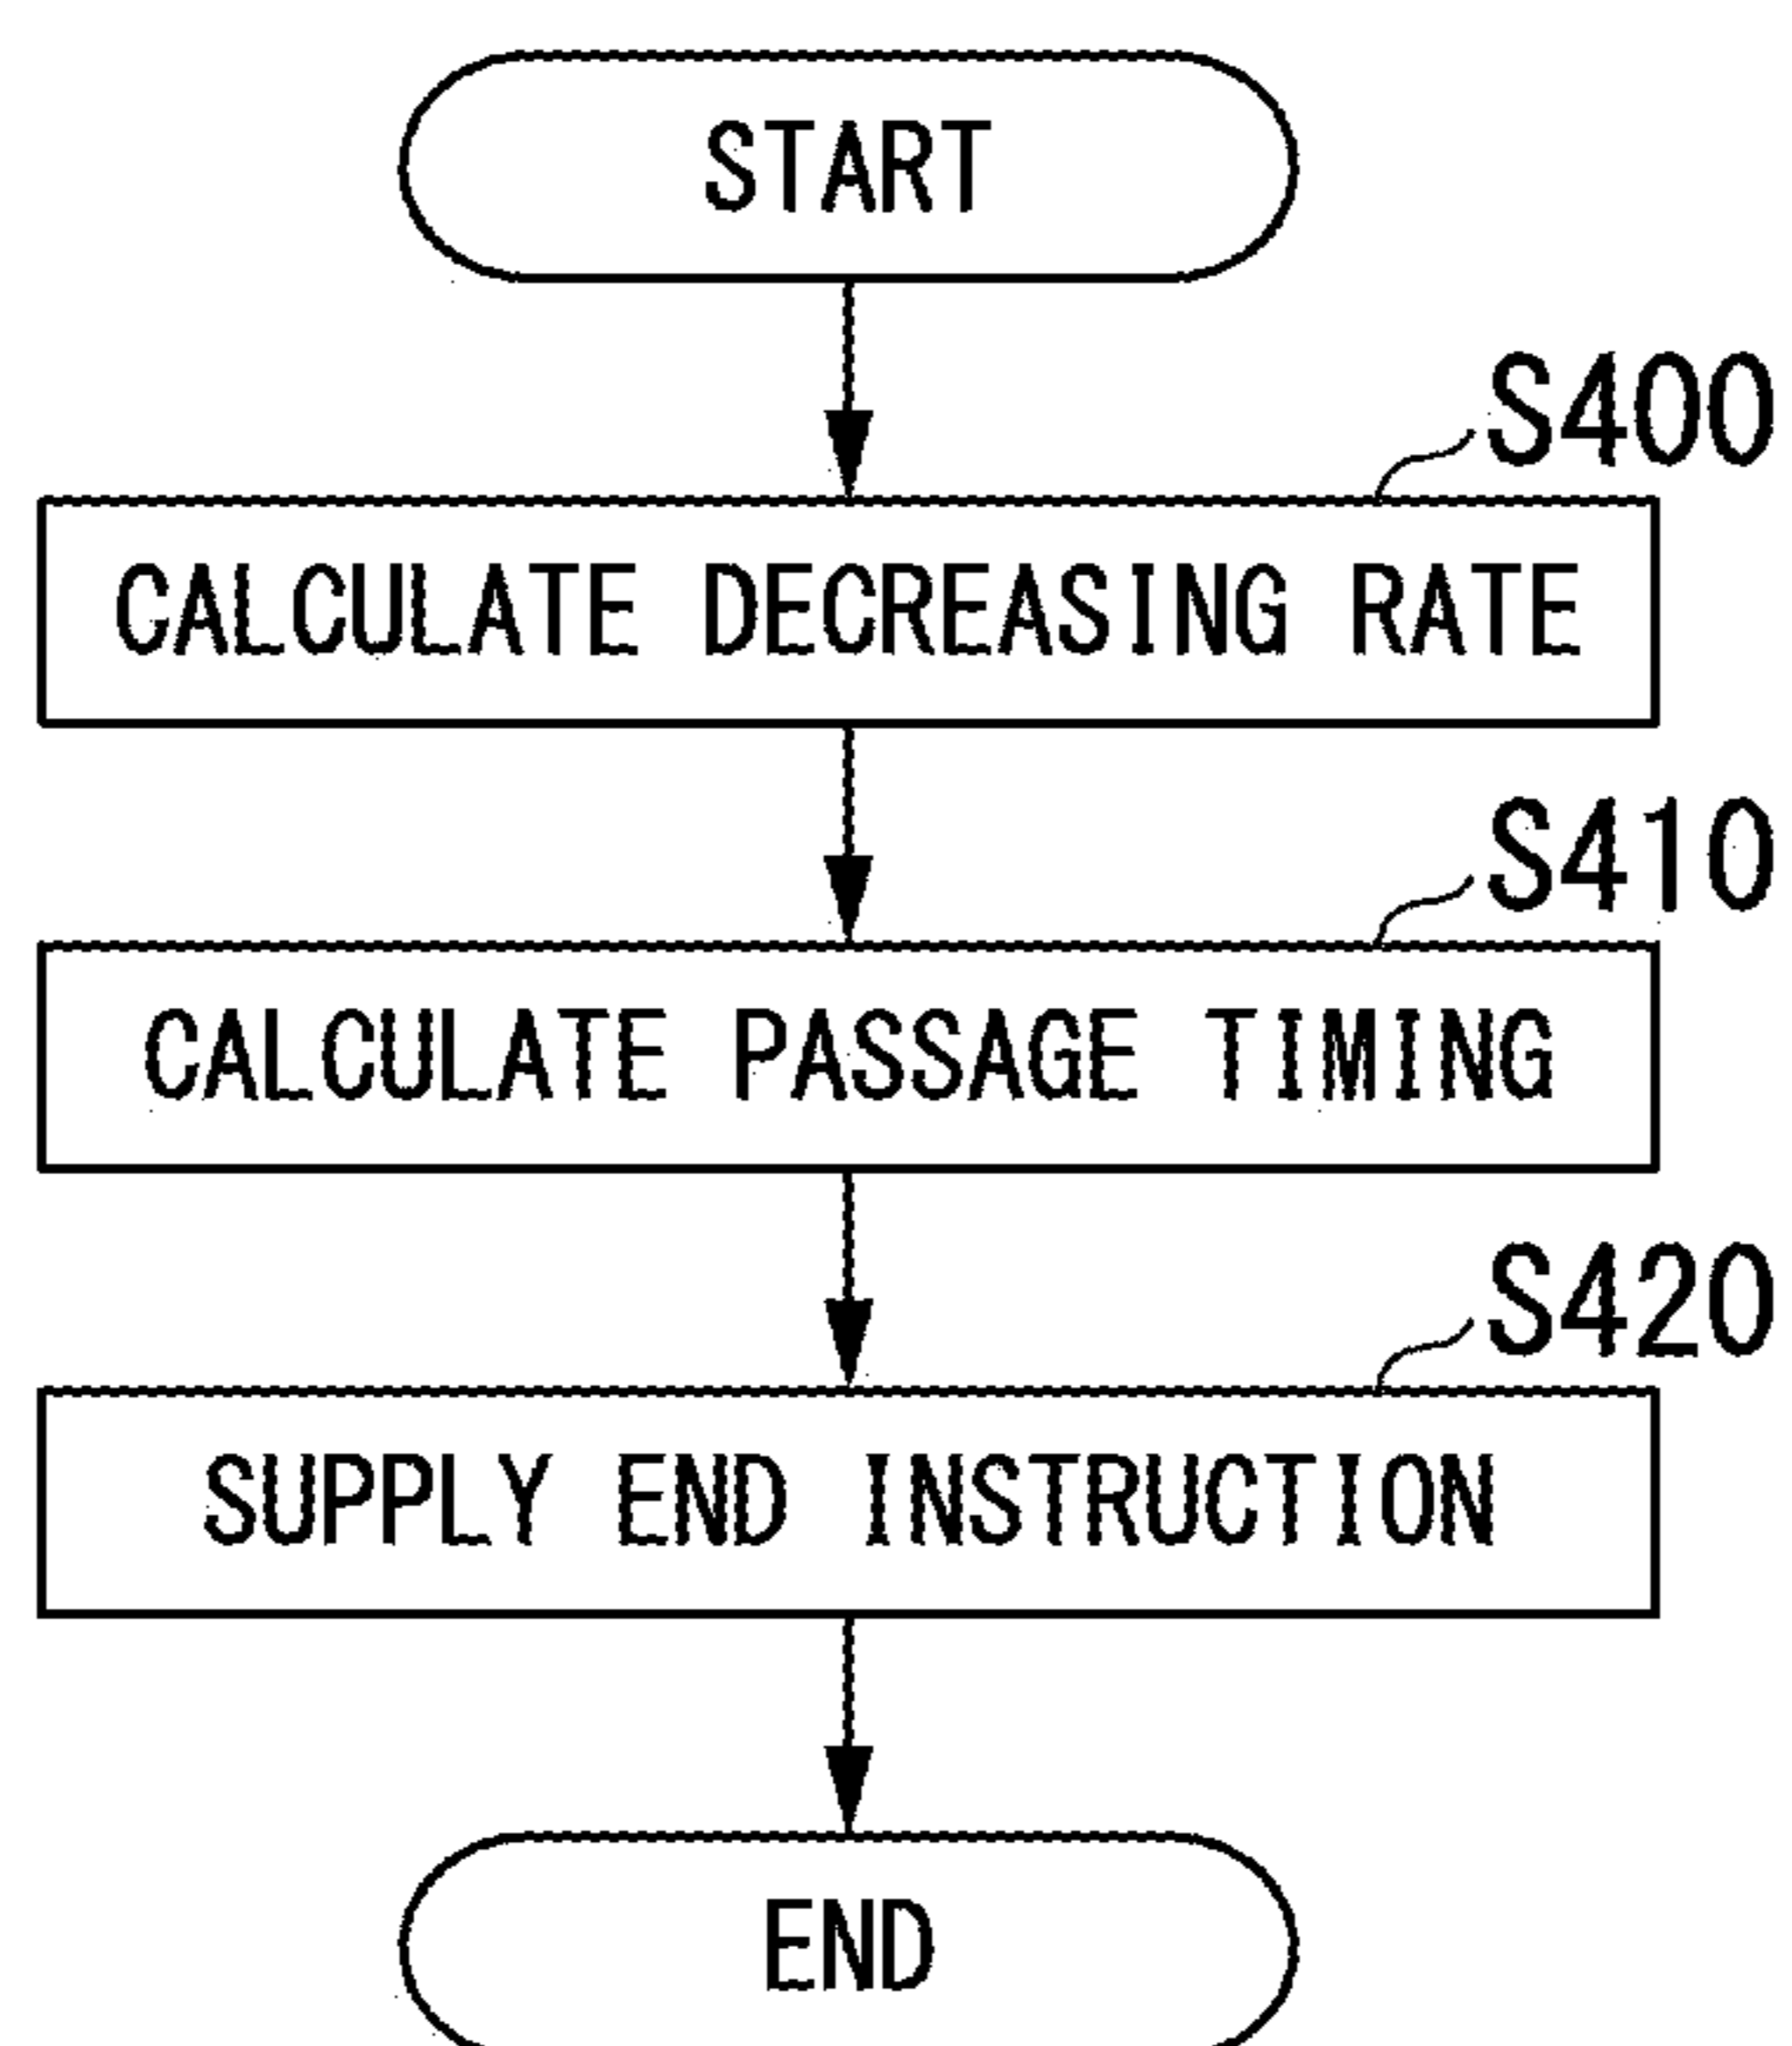 START
S400
CALCULATE DECREASING RATE
S410
CALCULATE PASSAGE TIMING
S420
SUPPLY END INSTRUCTION
END